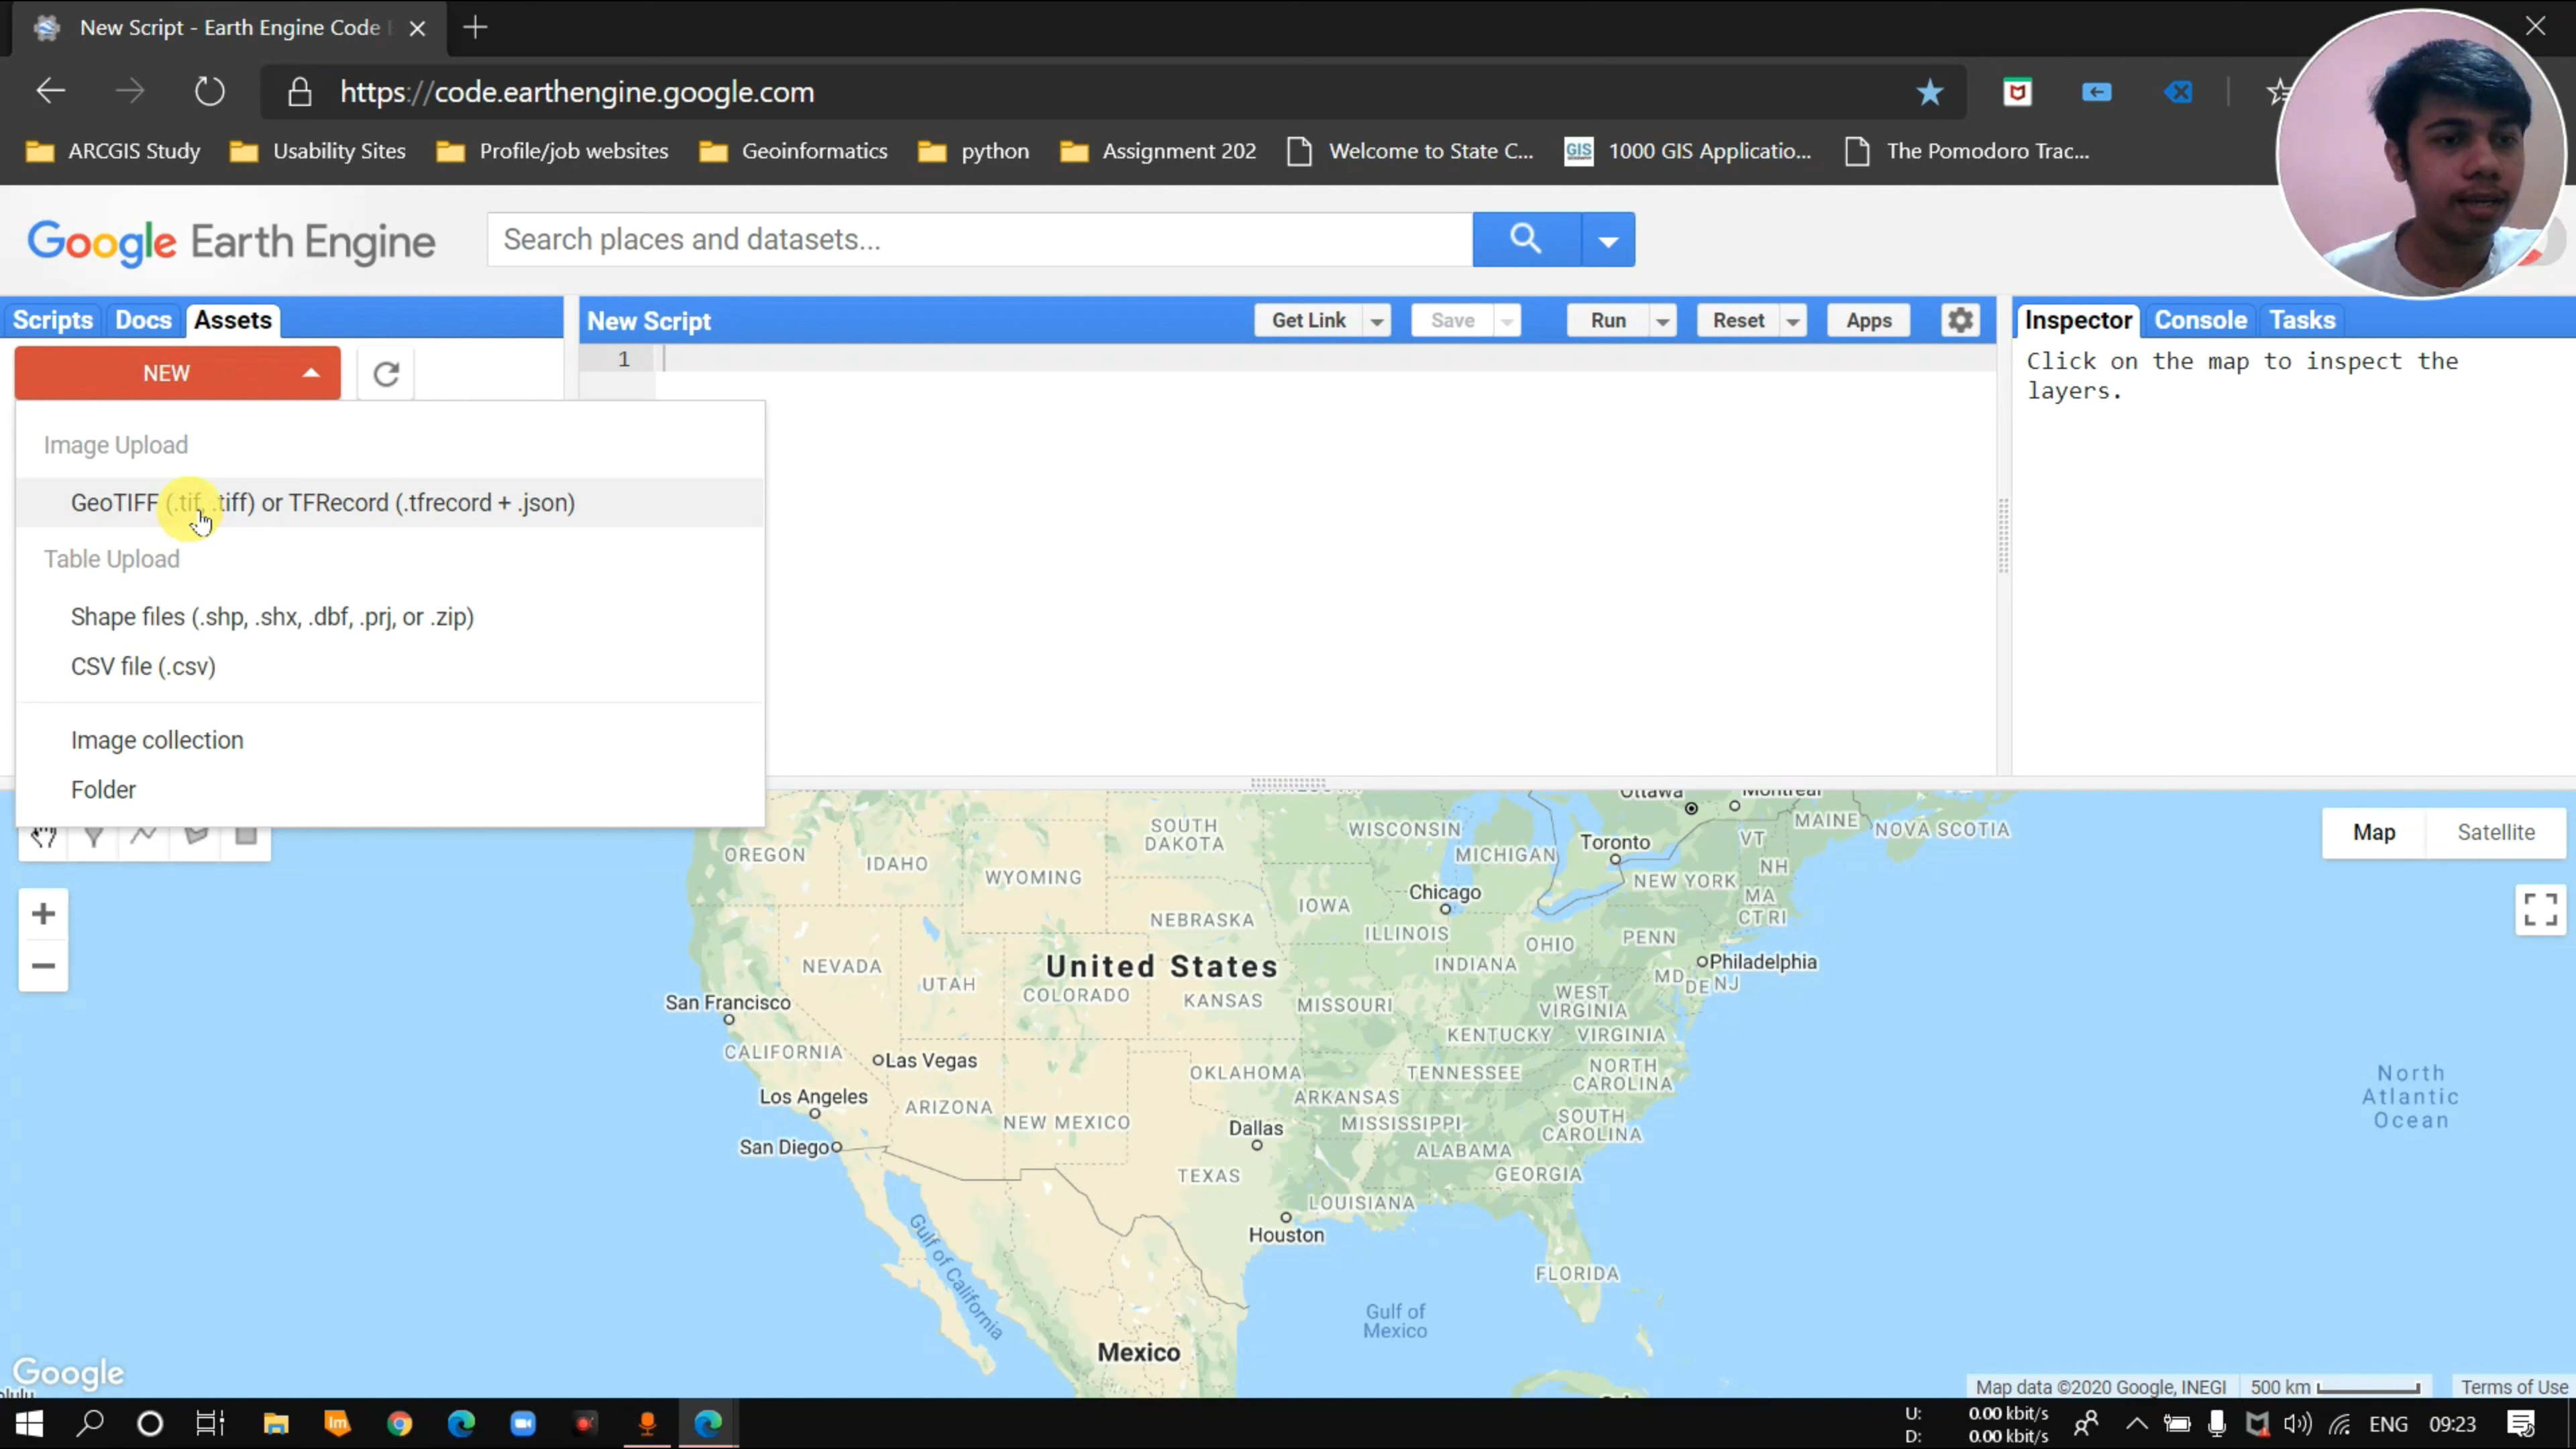 New Script - Earth Engine Code
https://code.earthengine.google.com
ARCGIS Study
Usability Sites
Profile/job websites
Geoinformatics
python
Assignment 202
Welcome to State C...
GIS
1000 GIS Applicatio...
The Pomodoro Trac...
Google Earth Engine
Search places and datasets...
Scripts
Docs
Assets
New Script
Get Link
Save
Run
Reset
Apps
Inspector
Console
Tasks
NEW
1
Click on the map to inspect the
layers.
Image Upload
GeoTIFF (.tif, .tiff) or TFRecord (.tfrecord + .json)
Table Upload
Shape files (.shp, .shx, .dbf, .prj, or .zip)
CSV file (.csv)
Image collection
Folder
Map
Satellite
Ottawa
Montreal
MAINE
NOVA SCOTIA
SOUTH
DAKOTA
WISCONSIN
Toronto
VT
NH
OREGON
IDAHO
MICHIGAN
WYOMING
Chicago
NEW YORK
MA
CT RI
IOWA
NEBRASKA
ILLINOIS
OHIO
PENN
NEVADA
United States
INDIANA
Philadelphia
UTAH
COLORADO
KANSAS
MISSOURI
WEST
VIRGINIA
MD
DE
NJ
San Francisco
KENTUCKY
VIRGINIA
CALIFORNIA
Las Vegas
OKLAHOMA
TENNESSEE
NORTH
CAROLINA
Los Angeles
ARIZONA
NEW MEXICO
ARKANSAS
MISSISSIPPI
SOUTH
CAROLINA
Dallas
San Diego
ALABAMA
TEXAS
GEORGIA
LOUISIANA
Houston
FLORIDA
Gulf of California
Gulf of
Mexico
Mexico
North
Atlantic
Ocean
Google
Map data ©2020 Google, INEGI
500 km
Terms of Use
lm
U: 0.00 kbit/s
D: 0.00 kbit/s
ENG
09:23